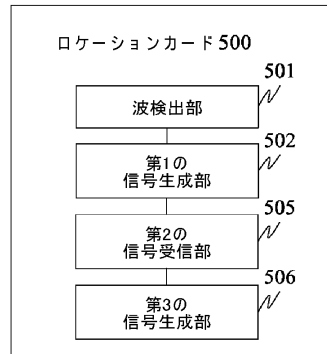 ロケーションカード500
501
波検出部
502
第1の
信号生成部
505
第2の
信号受信部
506
第3の
信号生成部